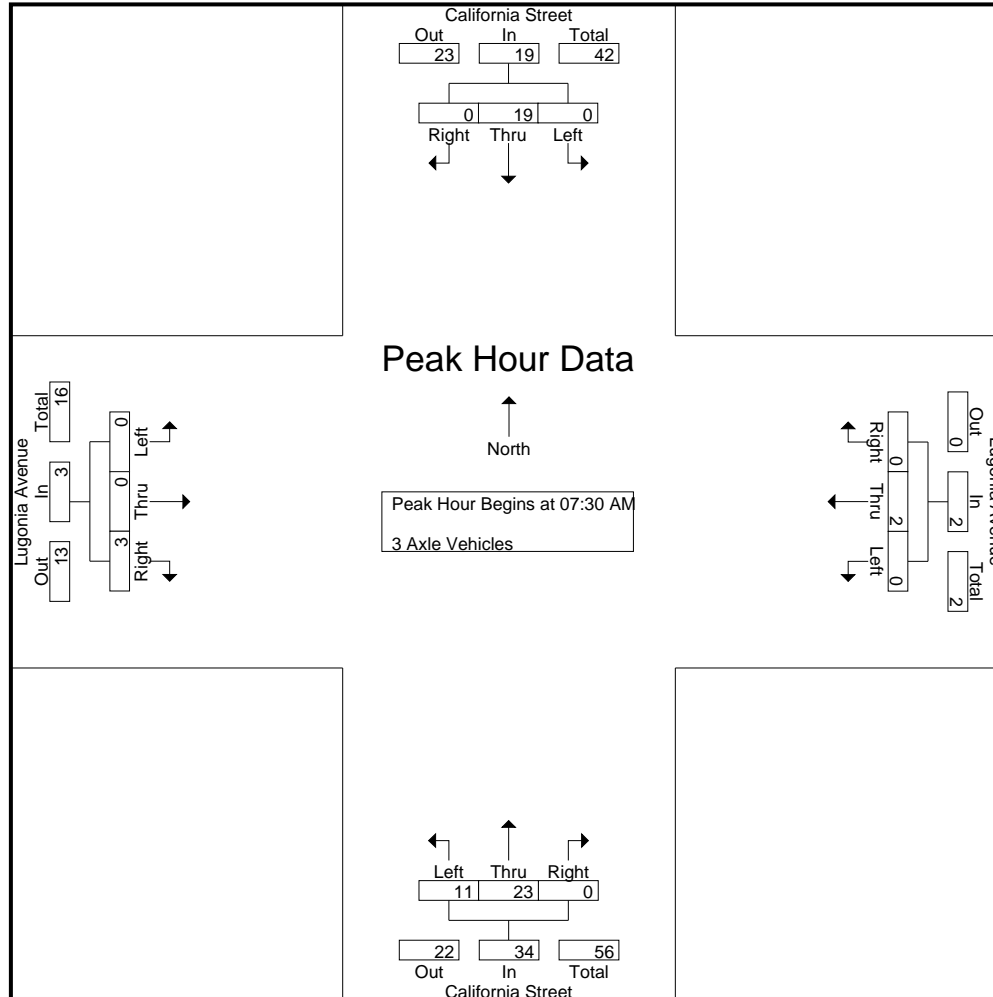 California Street
Out In Total
23 19 42
0 19 0
Right Thru Left
Peak Hour Data
North
Peak Hour Begins at 07:30 AM
3 Axle Vehicles
Lugonia Avenue
Out In Total
13 3 16
0 0 3
Left Thru Right
Out In Total
0 2 2
0 2 0
Right Thru Left
Left Thru Right
11 23 0
22 34 56
Out In Total
California Street